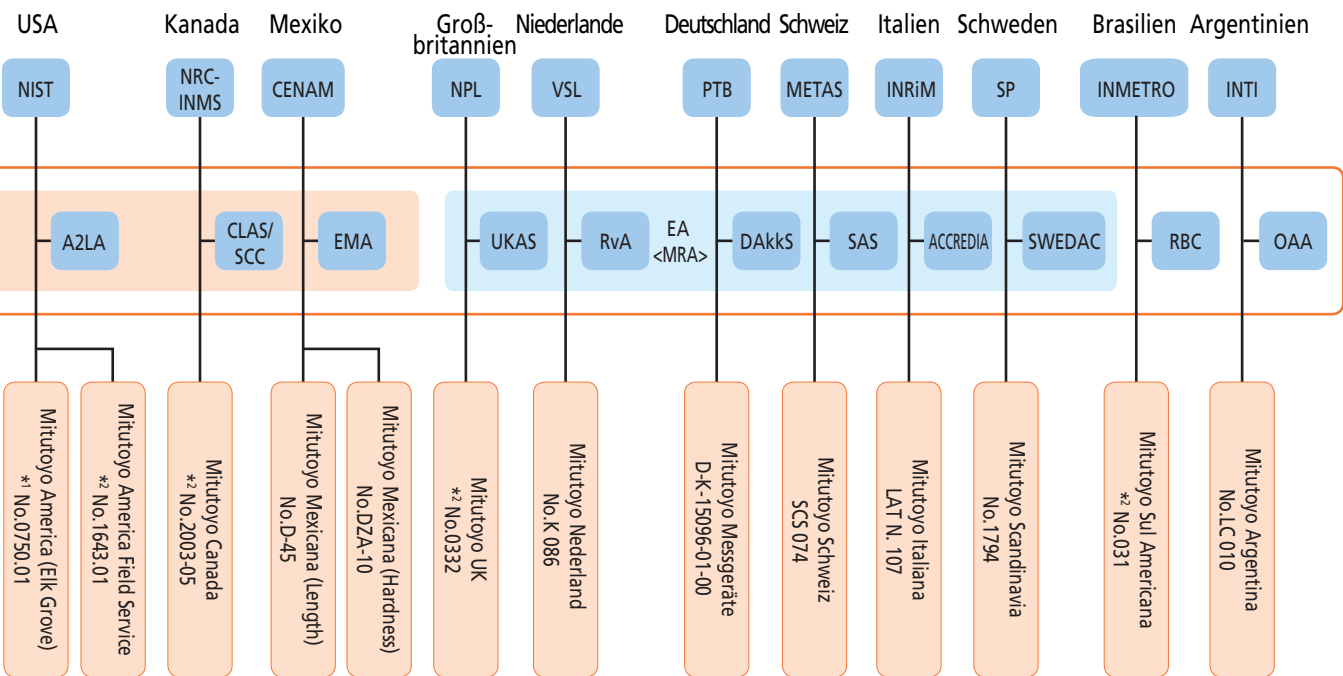 USA
Kanada
Mexiko
Groß-
britannien
Niederlande
Deutschland
Schweiz
Italien
Schweden
Brasilien
Argentinien
NIST
NRC-
INMS
CENAM
NPL
VSL
PTB
METAS
INRiM
SP
INMETRO
INTI
A2LA
CLAS/
SCC
EMA
UKAS
RvA
EA
<MRA>
DAkkS
SAS
ACCREDIA
SWEDAC
RBC
OAA
Mitutoyo America (Elk Grove)
*1 No.0750.01
Mitutoyo America Field Service
*2 No.1643.01
Mitutoyo Canada
*2 No.2003-05
Mitutoyo Mexicana (Length)
No.D-45
Mitutoyo Mexicana (Hardness)
No.DZA-10
Mitutoyo UK
*2 No.0332
Mitutoyo Nederland
No.K 086
Mitutoyo Messgeräte
D-K-15096-01-00
Mitutoyo Schweiz
SCS 074
Mitutoyo Italiana
LAT N. 107
Mitutoyo Scandinavia
No.1794
Mitutoyo Sul Americana
*2 No.031
Mitutoyo Argentina
No.LC 010